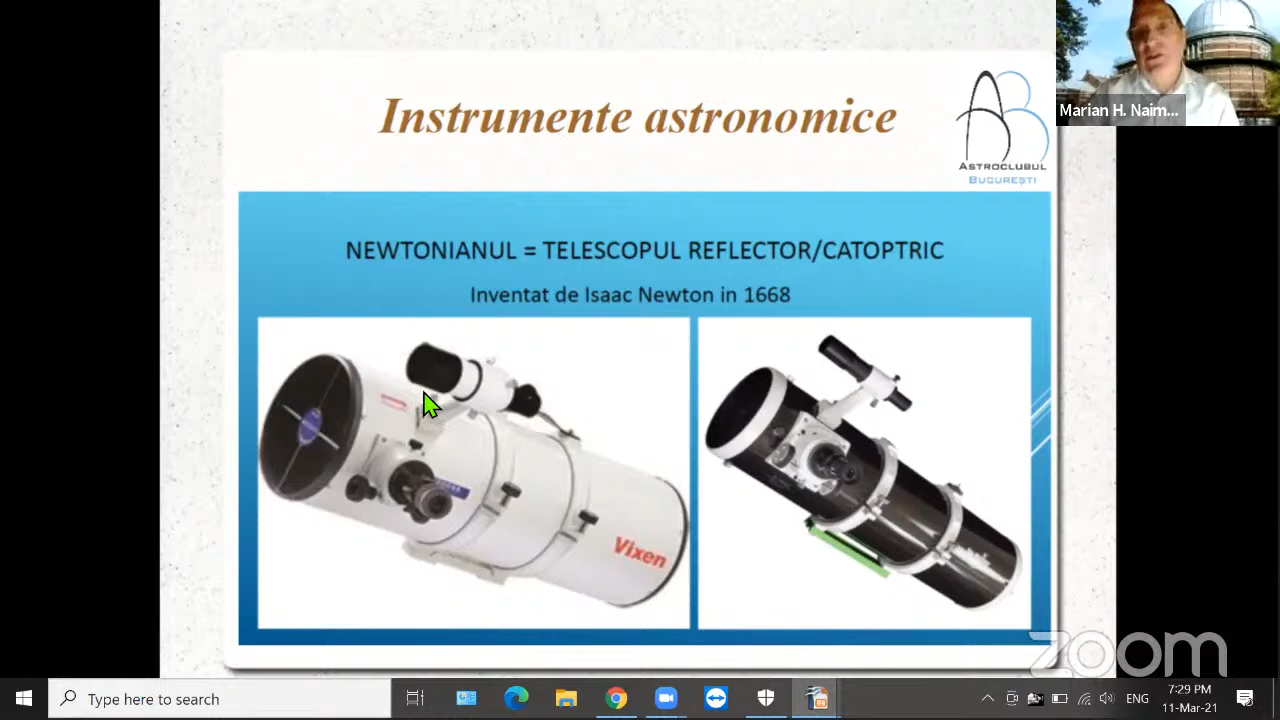 Instrumente astronomice
ASTROCLUBUL
BUCUREȘTI
Marian H. Naim...
NEWTONIANUL = TELESCOPUL REFLECTOR/CATOPTRIC
Inventat de Isaac Newton in 1668
Vixen
zoom
Type here to search
ENG
7:29 PM
11-Mar-21